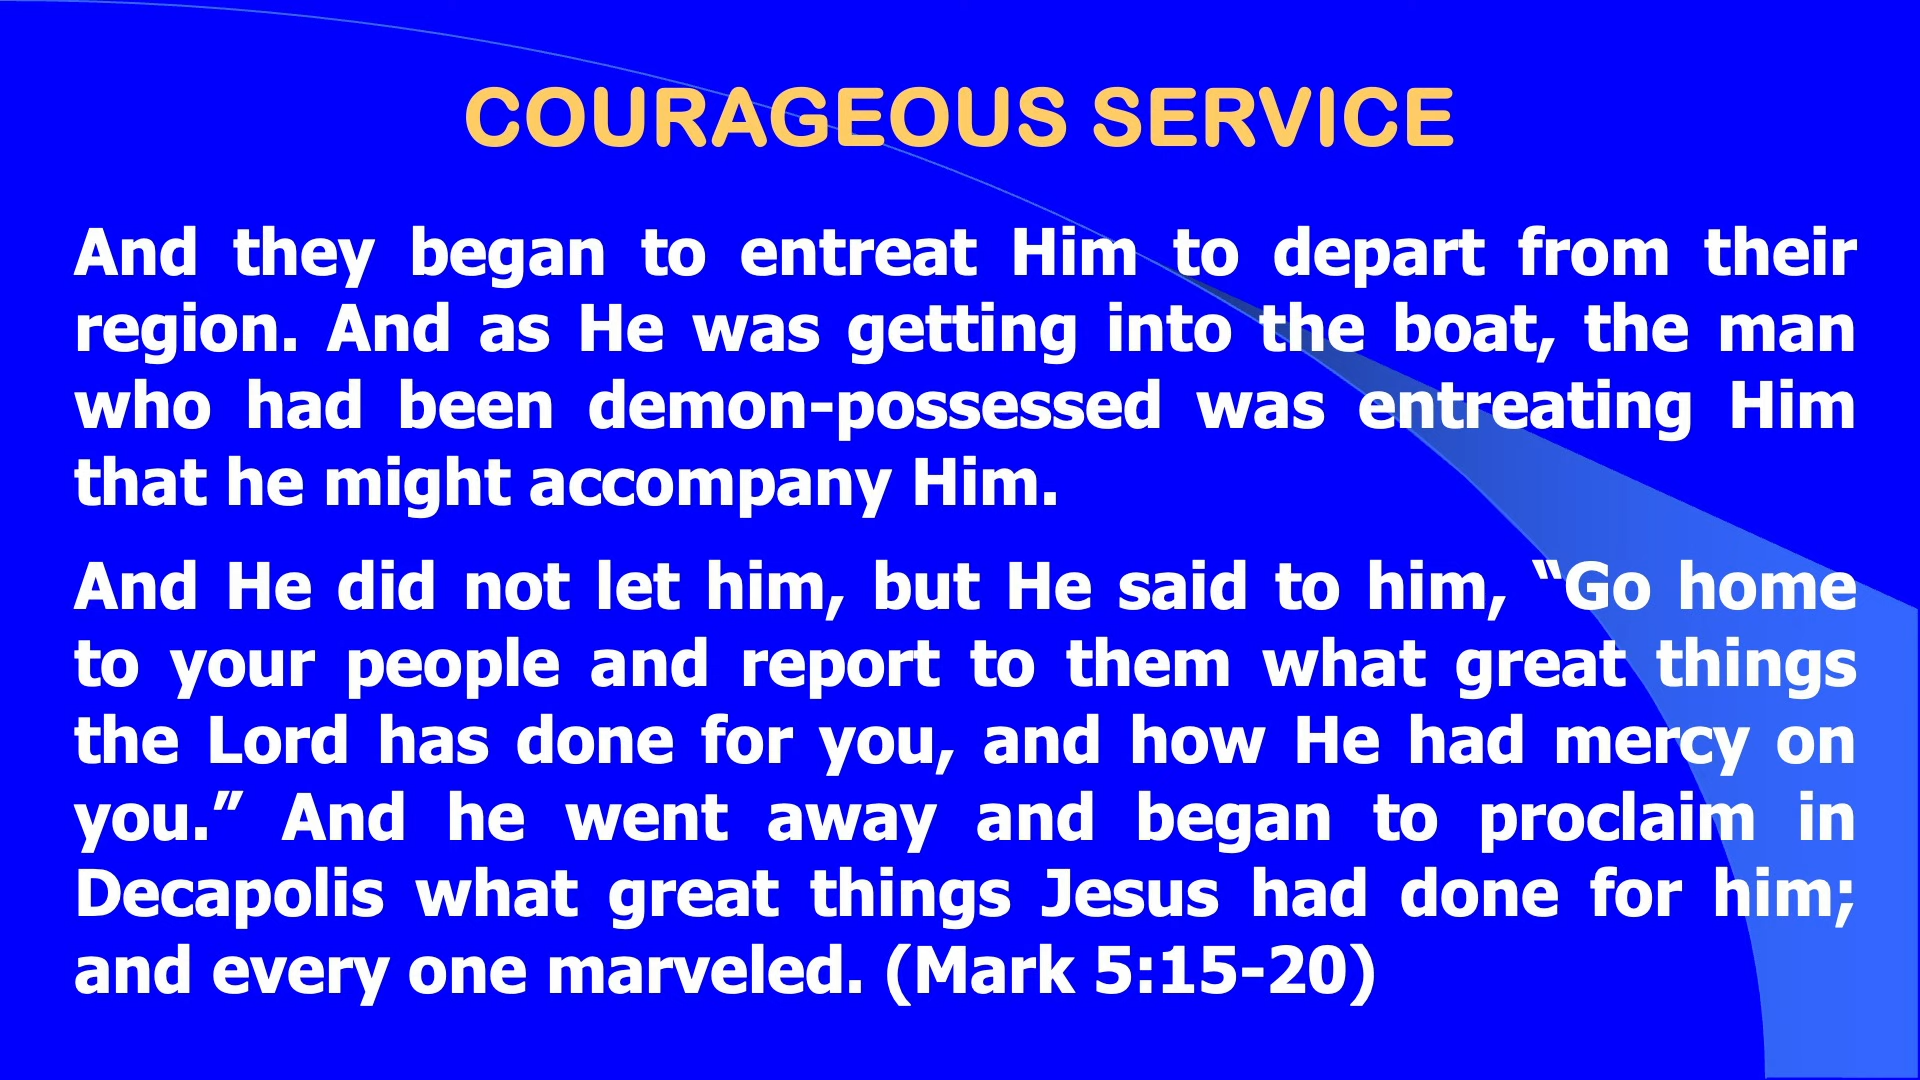 COURAGEOUS SERVICE
And they began to entreat Him to depart from their
region. And as He was getting into the boat, the man
who had been demon-possessed was entreating Him
that he might accompany Him.
And He did not let him, but He said to him, “Go home
to your people and report to them what great things
the Lord has done for you, and how He had mercy on
you.” And he went away and began to proclaim in
Decapolis what great things Jesus had done for him;
and every one marveled. (Mark 5:15-20)